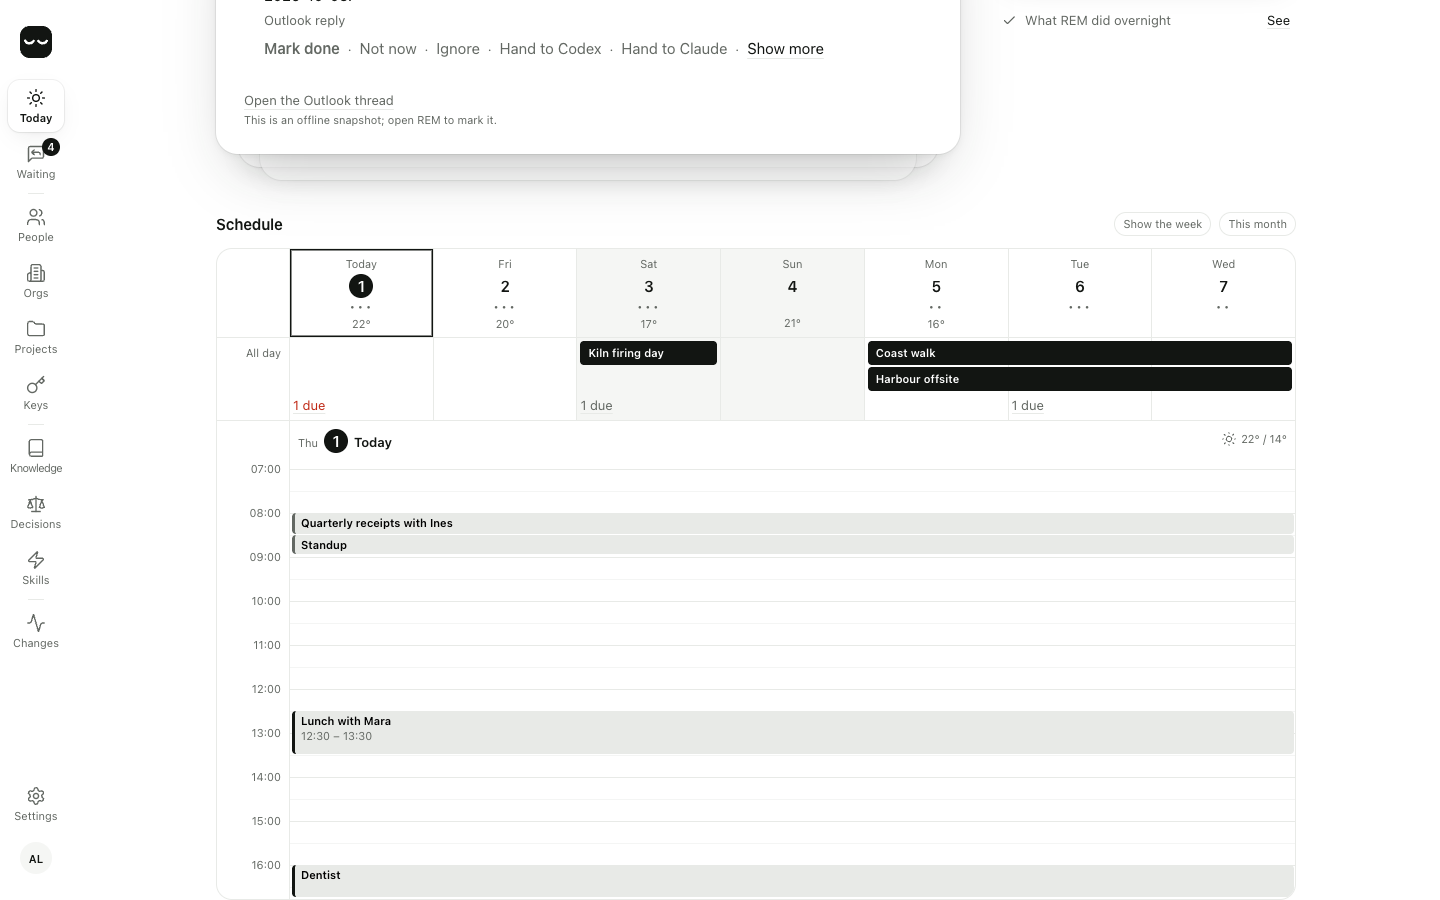 Outlook reply
Mark done · Not now · Ignore · Hand to Codex · Hand to Claude · Show more
Open the Outlook thread
This is an offline snapshot; open REM to mark it.
What REM did overnight See
Today
4
Waiting
People
Orgs
Projects
Keys
Knowledge
Decisions
Skills
Changes
Settings
AL
Schedule
Show the week This month
Today Fri Sat Sun Mon Tue Wed
1 2 3 4 5 6 7
22° 20° 17° 21° 16°
All day
Kiln firing day
Coast walk
Harbour offsite
1 due 1 due 1 due
Thu 1 Today 22° / 14°
07:00
08:00
Quarterly receipts with Ines
Standup
09:00
10:00
11:00
12:00
Lunch with Mara
12:30 – 13:30
13:00
14:00
15:00
16:00
Dentist